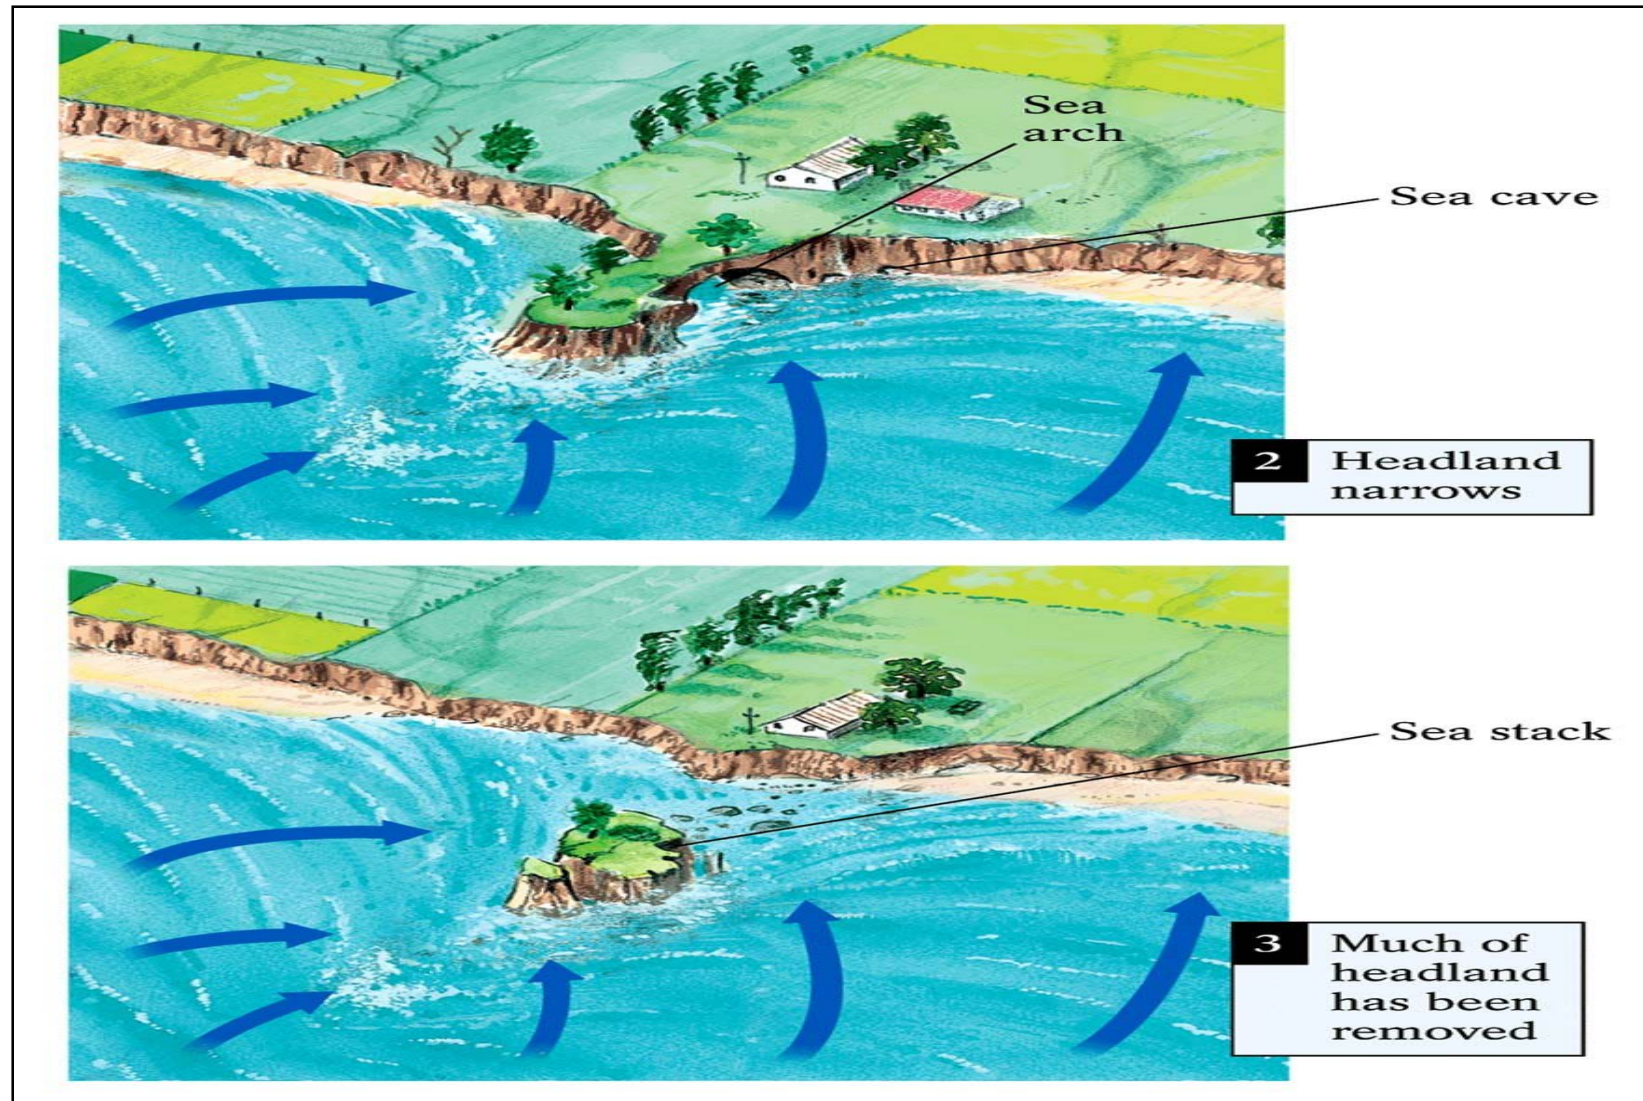 Sea
arch
Sea cave
2 Headland
narrows
Sea stack
3 Much of
headland
has been
removed